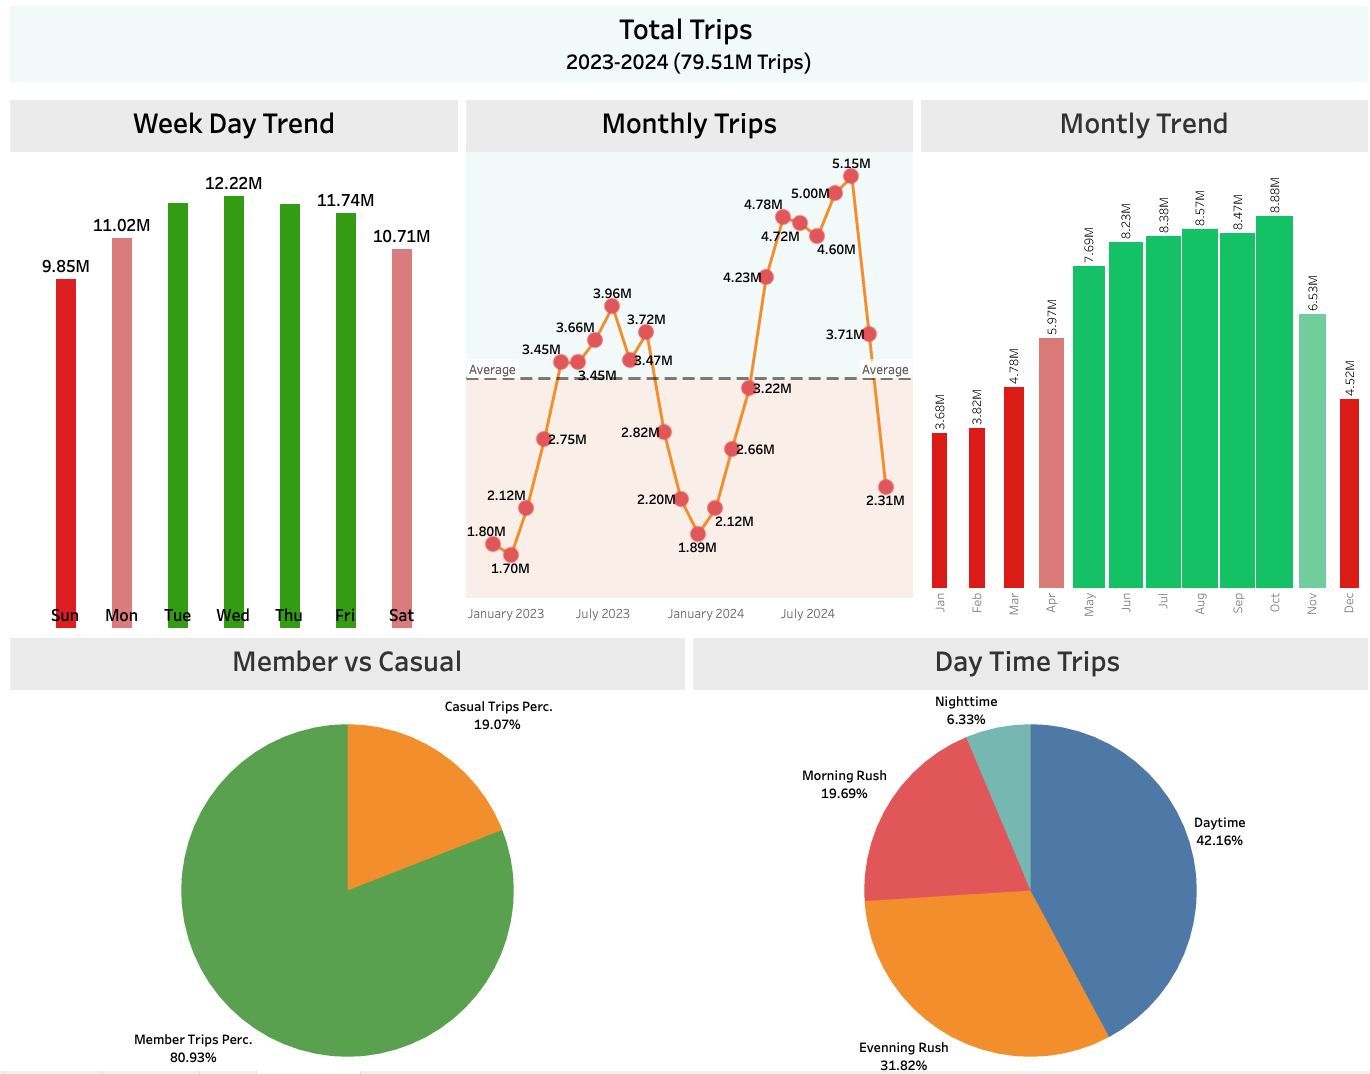 Total Trips
2023-2024 (79.51M Trips)
Week Day Trend
9.85M
11.02M
12.22M
11.74M
10.71M
Sun
Mon
Tue
Wed
Thu
Fri
Sat
Monthly Trips
5.15M
5.00M
4.78M
4.72M
4.60M
4.23M
3.96M
3.72M
3.66M
3.71M
3.45M
3.47M
3.45M
Average
Average
3.22M
2.82M
2.75M
2.66M
2.12M
2.20M
2.31M
2.12M
1.80M
1.89M
1.70M
January 2023
July 2023
January 2024
July 2024
Montly Trend
3.68M
3.82M
4.78M
5.97M
7.69M
8.23M
8.38M
8.57M
8.47M
8.88M
6.53M
4.52M
Jan
Feb
Mar
Apr
May
Jun
Jul
Aug
Sep
Oct
Nov
Dec
Member vs Casual
Casual Trips Perc.
19.07%
Member Trips Perc.
80.93%
Day Time Trips
Nighttime
6.33%
Morning Rush
19.69%
Daytime
42.16%
Evenning Rush
31.82%